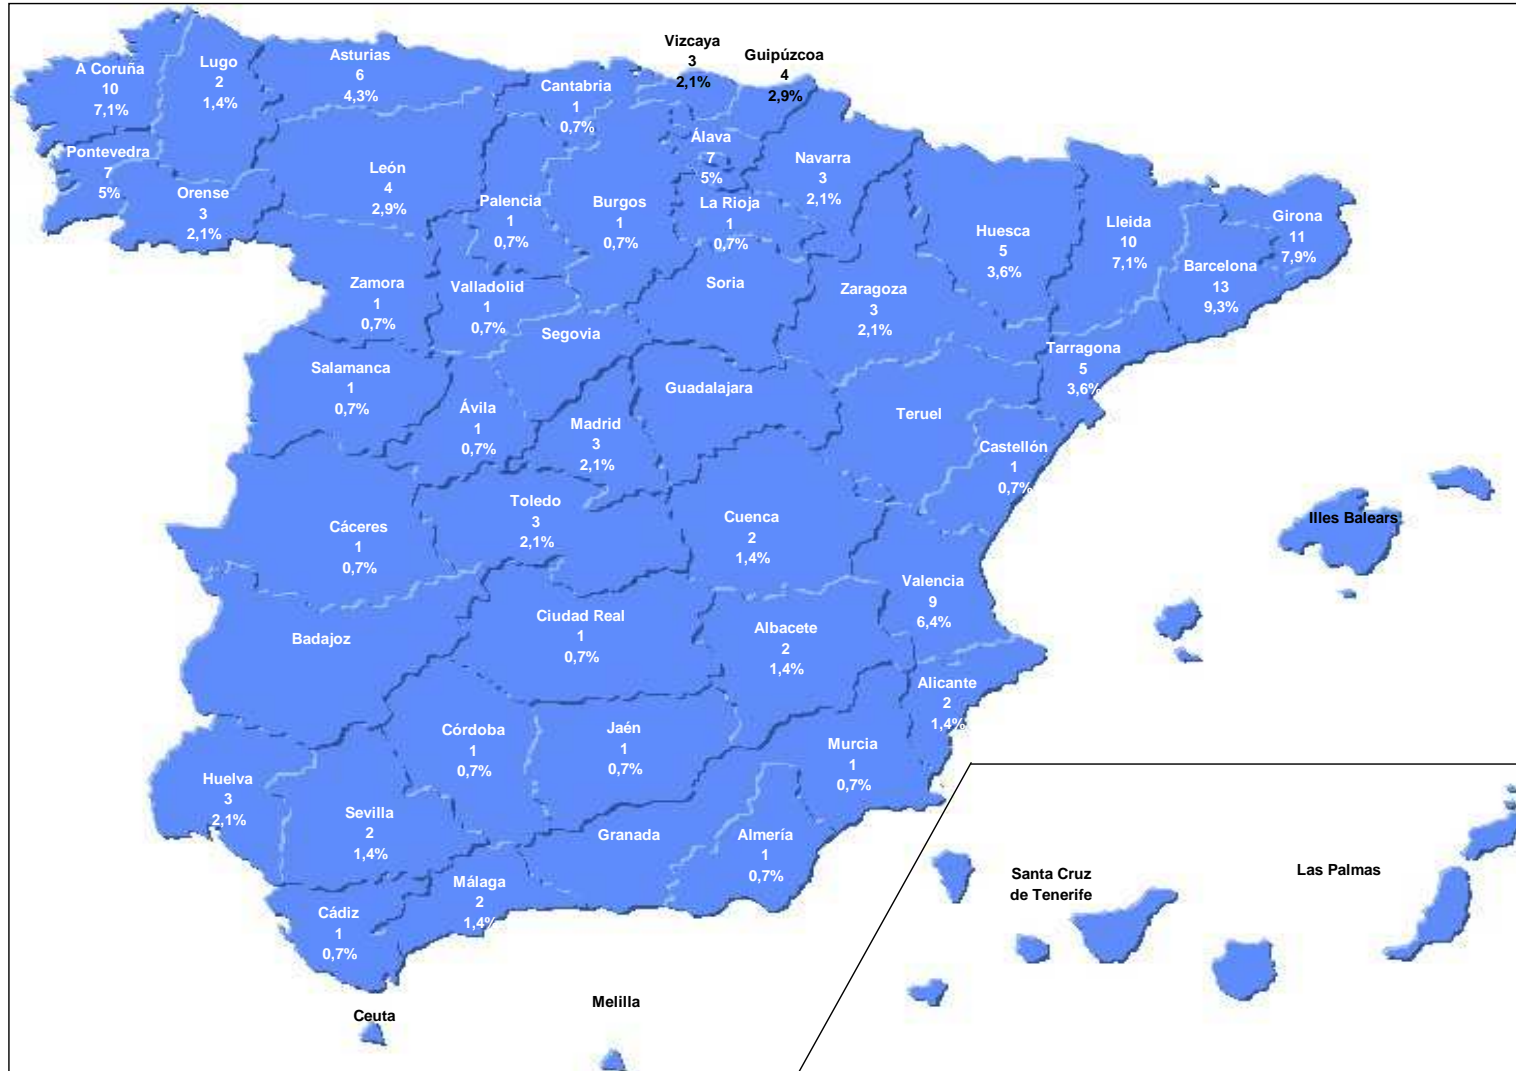 A Coruña
10
7,1%
Lugo
2
1,4%
Asturias
6
4,3%
Cantabria
1
0,7%
Vizcaya
3
2,1%
Guipúzcoa
4
2,9%
Álava
7
5%
Navarra
3
2,1%
Pontevedra
7
5%
Orense
3
2,1%
León
4
2,9%
Palencia
1
0,7%
Burgos
1
0,7%
La Rioja
1
0,7%
Huesca
5
3,6%
Lleida
10
7,1%
Girona
11
7,9%
Barcelona
13
9,3%
Zamora
1
0,7%
Valladolid
1
0,7%
Segovia
Soria
Zaragoza
3
2,1%
Tarragona
5
3,6%
Salamanca
1
0,7%
Ávila
1
0,7%
Madrid
3
2,1%
Guadalajara
Teruel
Castellón
1
0,7%
Cáceres
1
0,7%
Toledo
3
2,1%
Cuenca
2
1,4%
Valencia
9
6,4%
Illes Balears
Badajoz
Ciudad Real
1
0,7%
Albacete
2
1,4%
Alicante
2
1,4%
Huelva
3
2,1%
Sevilla
2
1,4%
Córdoba
1
0,7%
Jaén
1
0,7%
Murcia
1
0,7%
Granada
Almería
1
0,7%
Málaga
2
1,4%
Cádiz
1
0,7%
Ceuta
Melilla
Santa Cruz
de Tenerife
Las Palmas